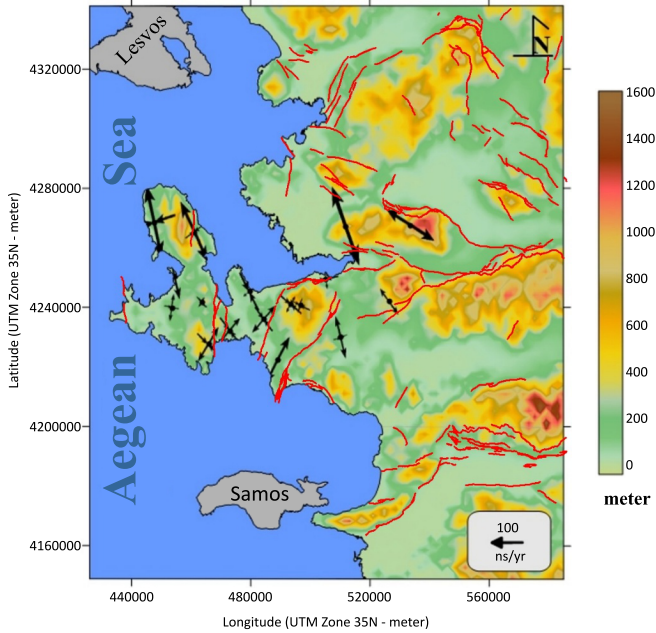 Lesvos
N
4320000
4280000
4240000
4200000
4160000
Latitude (UTM Zone 35N - meter)
Aegean Sea
Samos
100
ns/yr
440000 480000 520000 560000
Longitude (UTM Zone 35N - meter)
1600
1400
1200
1000
800
600
400
200
0
meter